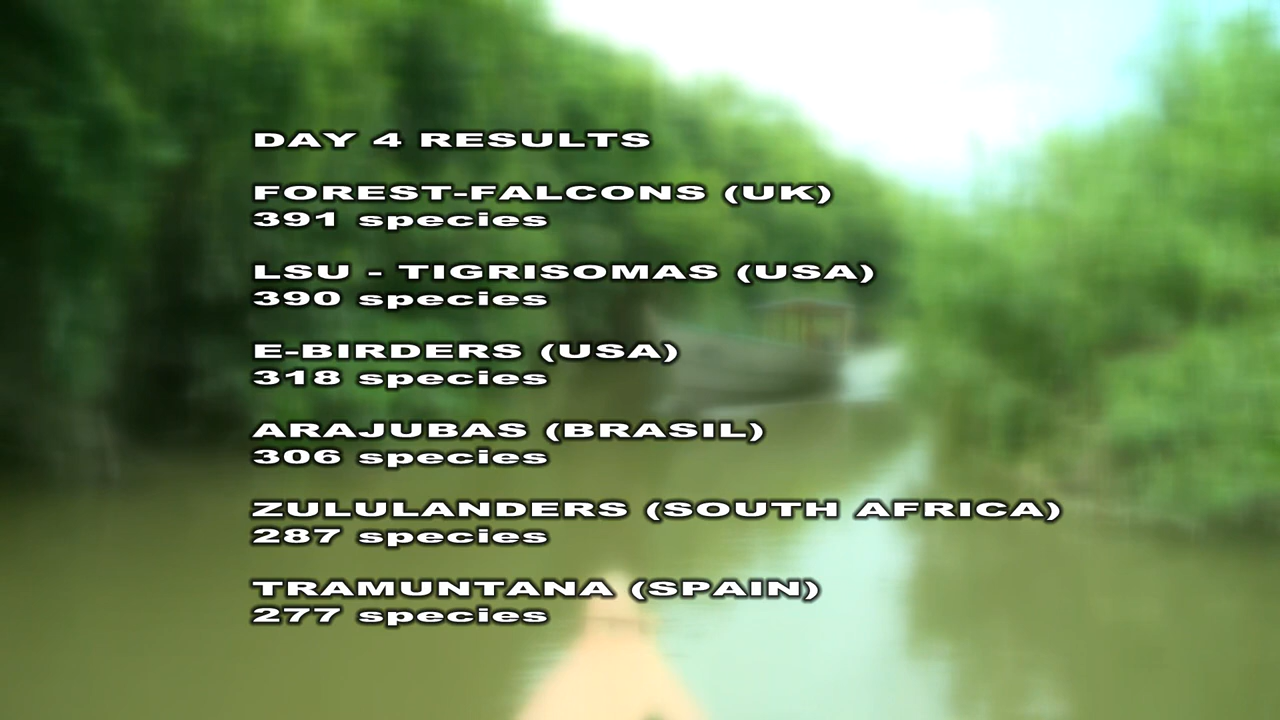 DAY 4 RESULTS
FOREST-FALCONS (UK)
391 species
LSU - TIGRISOMAS (USA)
390 species
E-BIRDERS (USA)
318 species
ARAJUBAS (BRASIL)
306 species
ZULULANDERS (SOUTH AFRICA)
287 species
TRAMUNTANA (SPAIN)
277 species